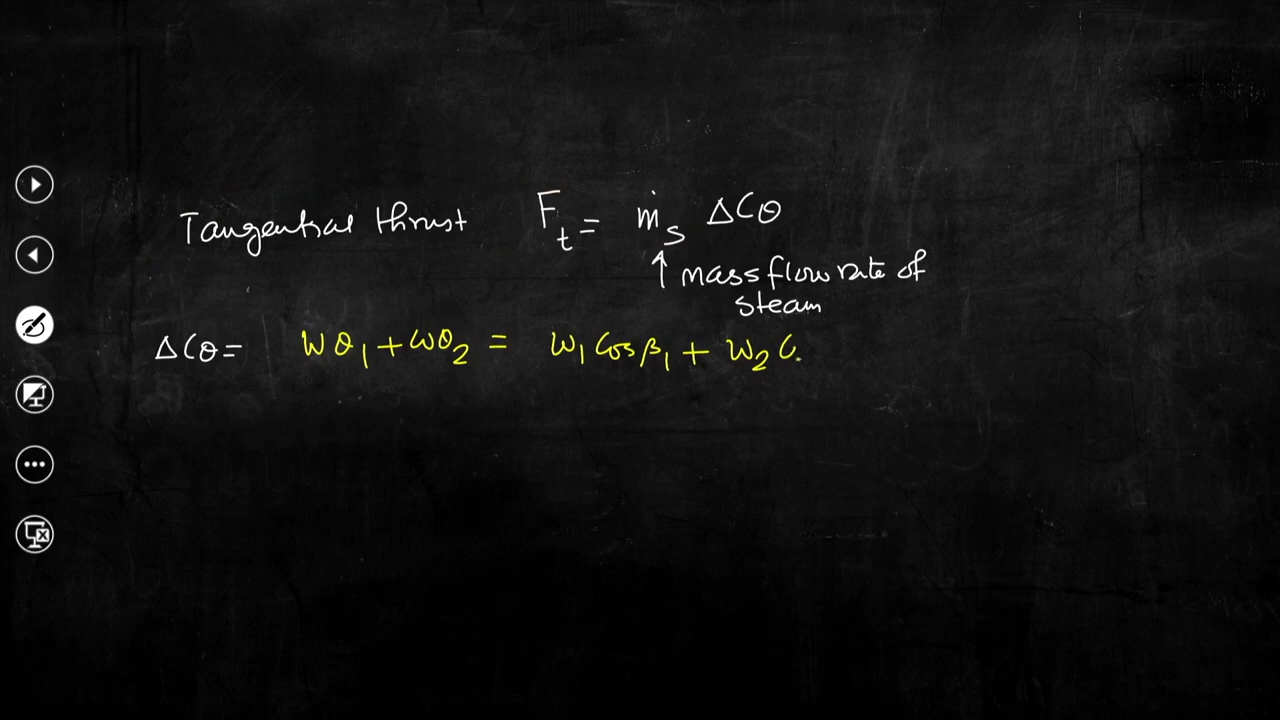 Tangential thrust Fₜ = ṁₛ ΔCθ
↑ mass flow rate of
steam
ΔCθ = Wθ₁ + Wθ₂ = W₁ Cos β₁ + W₂ C